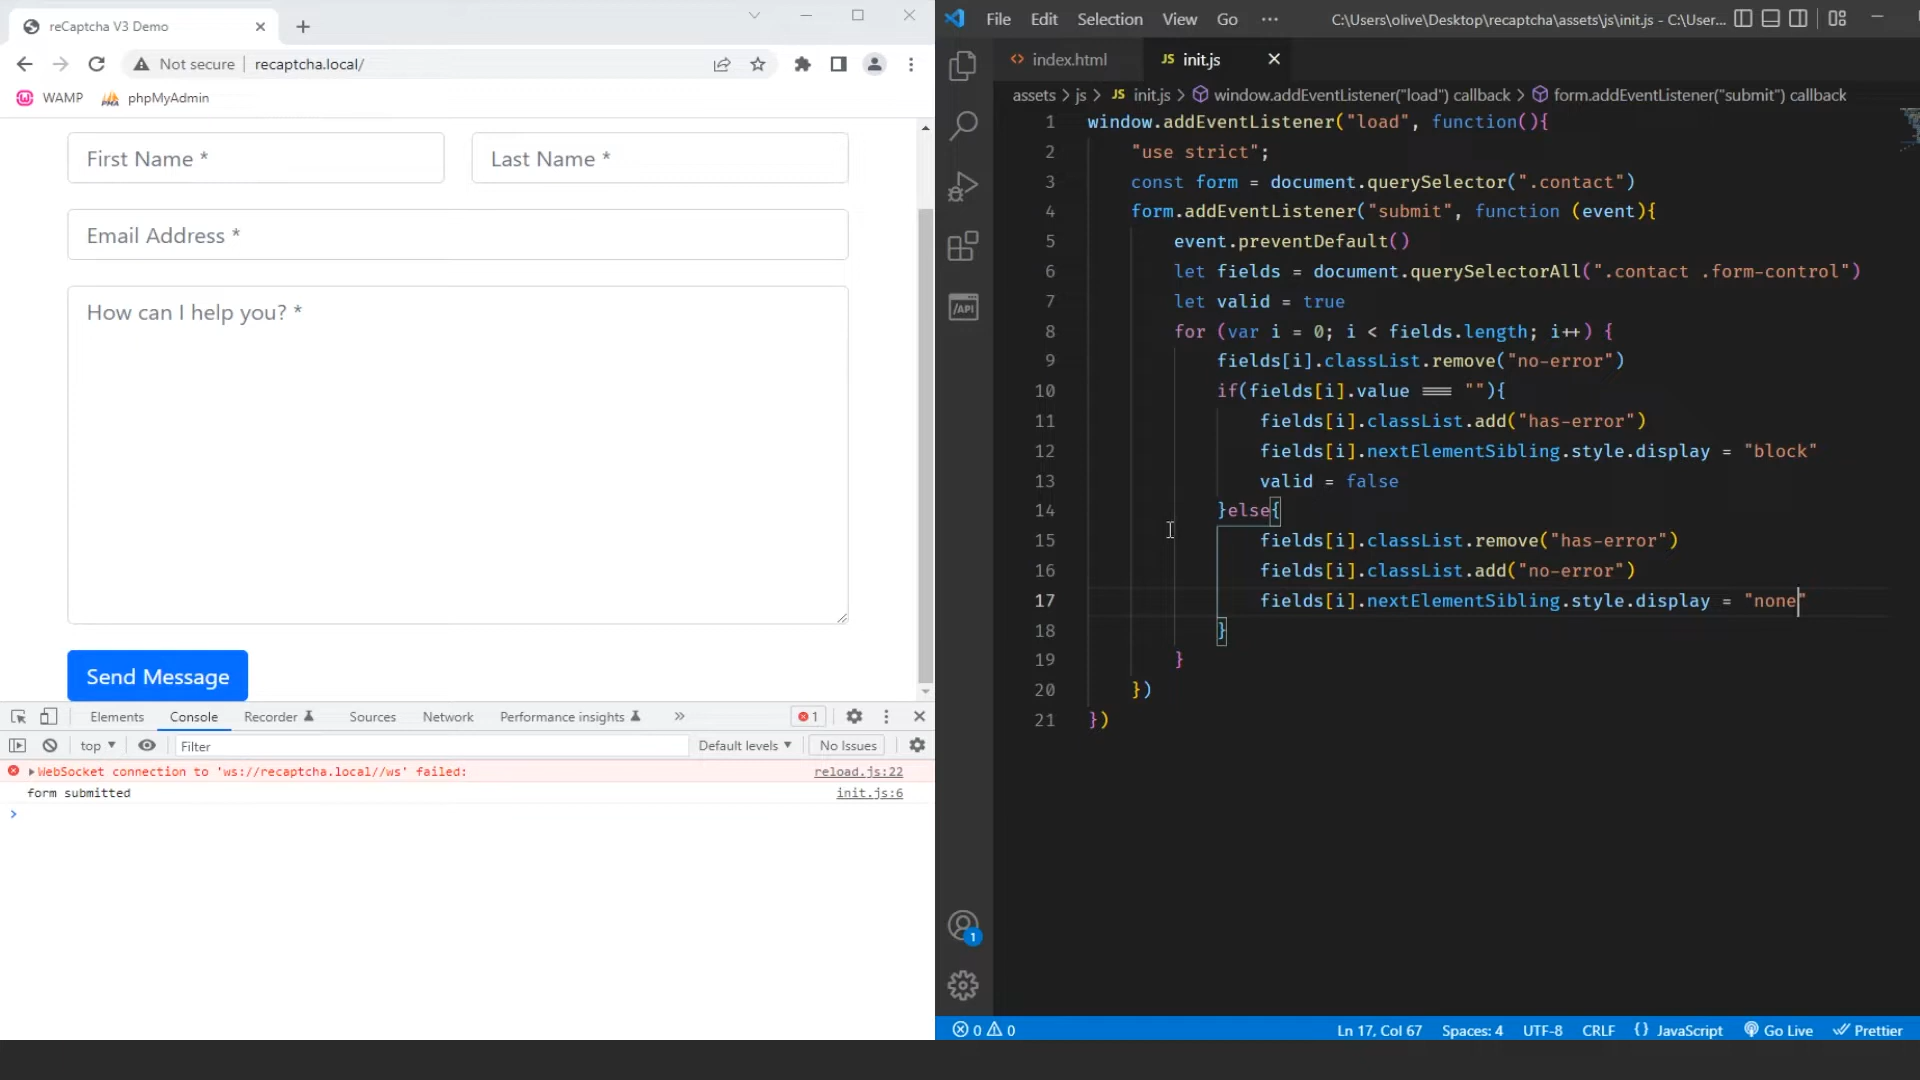 reCaptcha V3 Demo
Not secure
recaptcha.local/
WAMP
phpMyAdmin
First Name *
Last Name *
Email Address *
How can I help you? *
Send Message
Elements
Console
Recorder
Sources
Network
Performance insights
1
top
Filter
Default levels
No Issues
WebSocket connection to 'ws://recaptcha.local//ws' failed:
reload.js:22
form submitted
init.js:6
File
Edit
Selection
View
Go
C:\Users\olive\Desktop\recaptcha\assets\js\init.js - C:\User...
index.html
JS init.js
assets > js > JS init.js > window.addEventListener("load") callback > form.addEventListener("submit") callback
/API
1 window.addEventListener("load", function(){
2 "use strict";
3 const form = document.querySelector(".contact")
4 form.addEventListener("submit", function (event){
5 event.preventDefault()
6 let fields = document.querySelectorAll(".contact .form-control")
7 let valid = true
8 for (var i = 0; i < fields.length; i++) {
9 fields[i].classList.remove("no-error")
10 if(fields[i].value === ""){
11 fields[i].classList.add("has-error")
12 fields[i].nextElementSibling.style.display = "block"
13 valid = false
14 }else{
15 fields[i].classList.remove("has-error")
16 fields[i].classList.add("no-error")
17 fields[i].nextElementSibling.style.display = "none"
18 }
19 }
20 })
21 })
1
0
0
Ln 17, Col 67
Spaces: 4
UTF-8
CRLF
{ } JavaScript
Go Live
Prettier